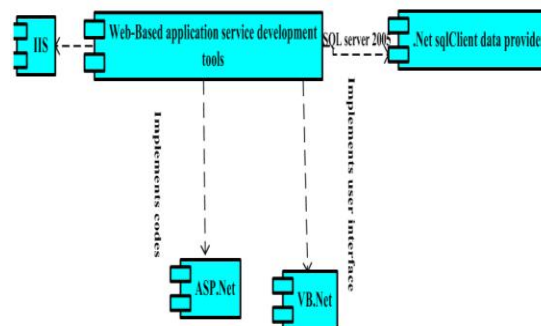 IIS
Web-Based application service development
tools
SQL server 2005
.Net sqlClient data provide
Implements codes
Implements user interface
ASP.Net
VB.Net